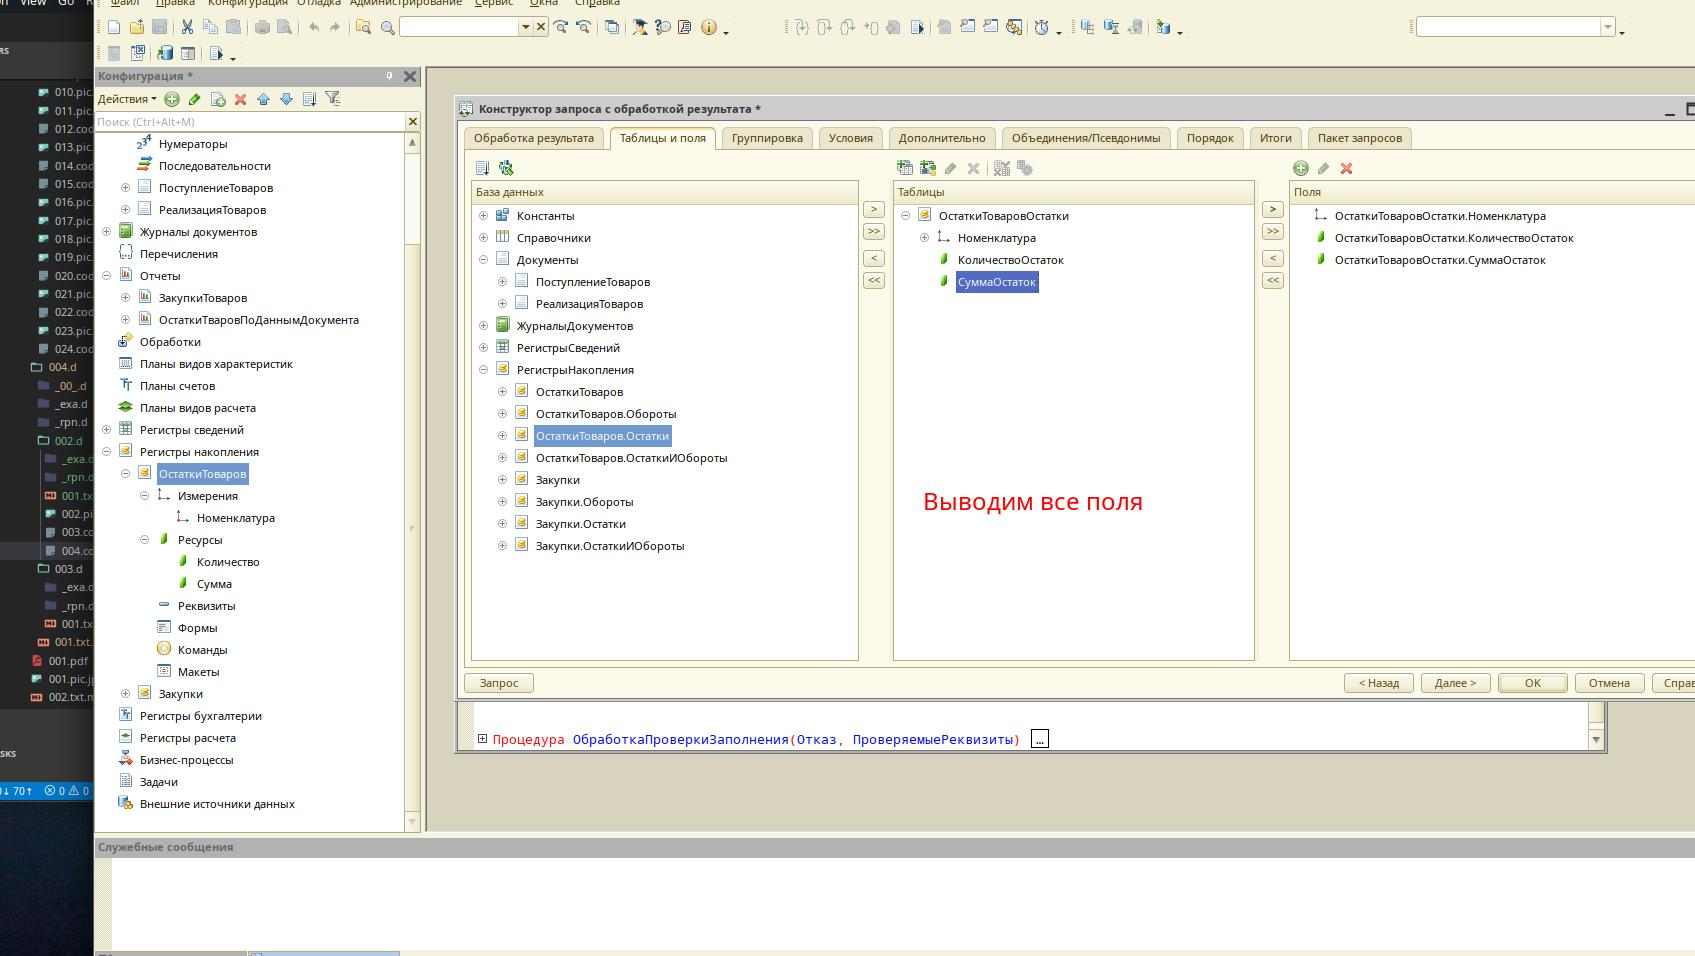 View Go
Файл Правка Конфигурация Отладка Администрирование Сервис Окна Справка
Конфигурация *
Действия
Поиск (Ctrl+Alt+M)
Нумераторы
Последовательности
ПоступлениеТоваров
РеализацияТоваров
Журналы документов
Перечисления
Отчеты
ЗакупкиТоваров
ОстаткиТваровПоДаннымДокумента
Обработки
Планы видов характеристик
Планы счетов
Планы видов расчета
Регистры сведений
Регистры накопления
ОстаткиТоваров
Измерения
Номенклатура
Ресурсы
Количество
Сумма
Реквизиты
Формы
Команды
Макеты
Закупки
Регистры бухгалтерии
Регистры расчета
Бизнес-процессы
Задачи
Внешние источники данных
010.pic.
011.pic.
012.cod
013.pic.
014.cod
015.cod
016.pic.
017.pic.
018.pic.
019.pic.
020.cod
021.pic.
022.cod
023.pic.
024.cod
004.d
_00_.d
_exa.d
_rpn.d
002.d
_exa.d
_rpn.d
001.tx
002.pi
003.cc
004.cc
003.d
_exa.d
_rpn.d
001.tx
001.txt.
001.pdf
001.pic.j
002.txt.n
SKS
70↑ 0 0
Конструктор запроса с обработкой результата *
Обработка результата Таблицы и поля Группировка Условия Дополнительно Объединения/Псевдонимы Порядок Итоги Пакет запросов
База данных
Константы
Справочники
Документы
ПоступлениеТоваров
РеализацияТоваров
ЖурналыДокументов
РегистрыСведений
РегистрыНакопления
ОстаткиТоваров
ОстаткиТоваров.Обороты
ОстаткиТоваров.Остатки
ОстаткиТоваров.ОстаткиИОбороты
Закупки
Закупки.Обороты
Закупки.Остатки
Закупки.ОстаткиИОбороты
>
>>
<
<<
Таблицы
ОстаткиТоваровОстатки
Номенклатура
КоличествоОстаток
СуммаОстаток
Выводим все поля
>
>>
<
<<
Поля
ОстаткиТоваровОстатки.Номенклатура
ОстаткиТоваровОстатки.КоличествоОстаток
ОстаткиТоваровОстатки.СуммаОстаток
Запрос < Назад Далее > OK Отмена Справ
Процедура ОбработкаПроверкиЗаполнения(Отказ, ПроверяемыеРеквизиты) ...
Служебные сообщения